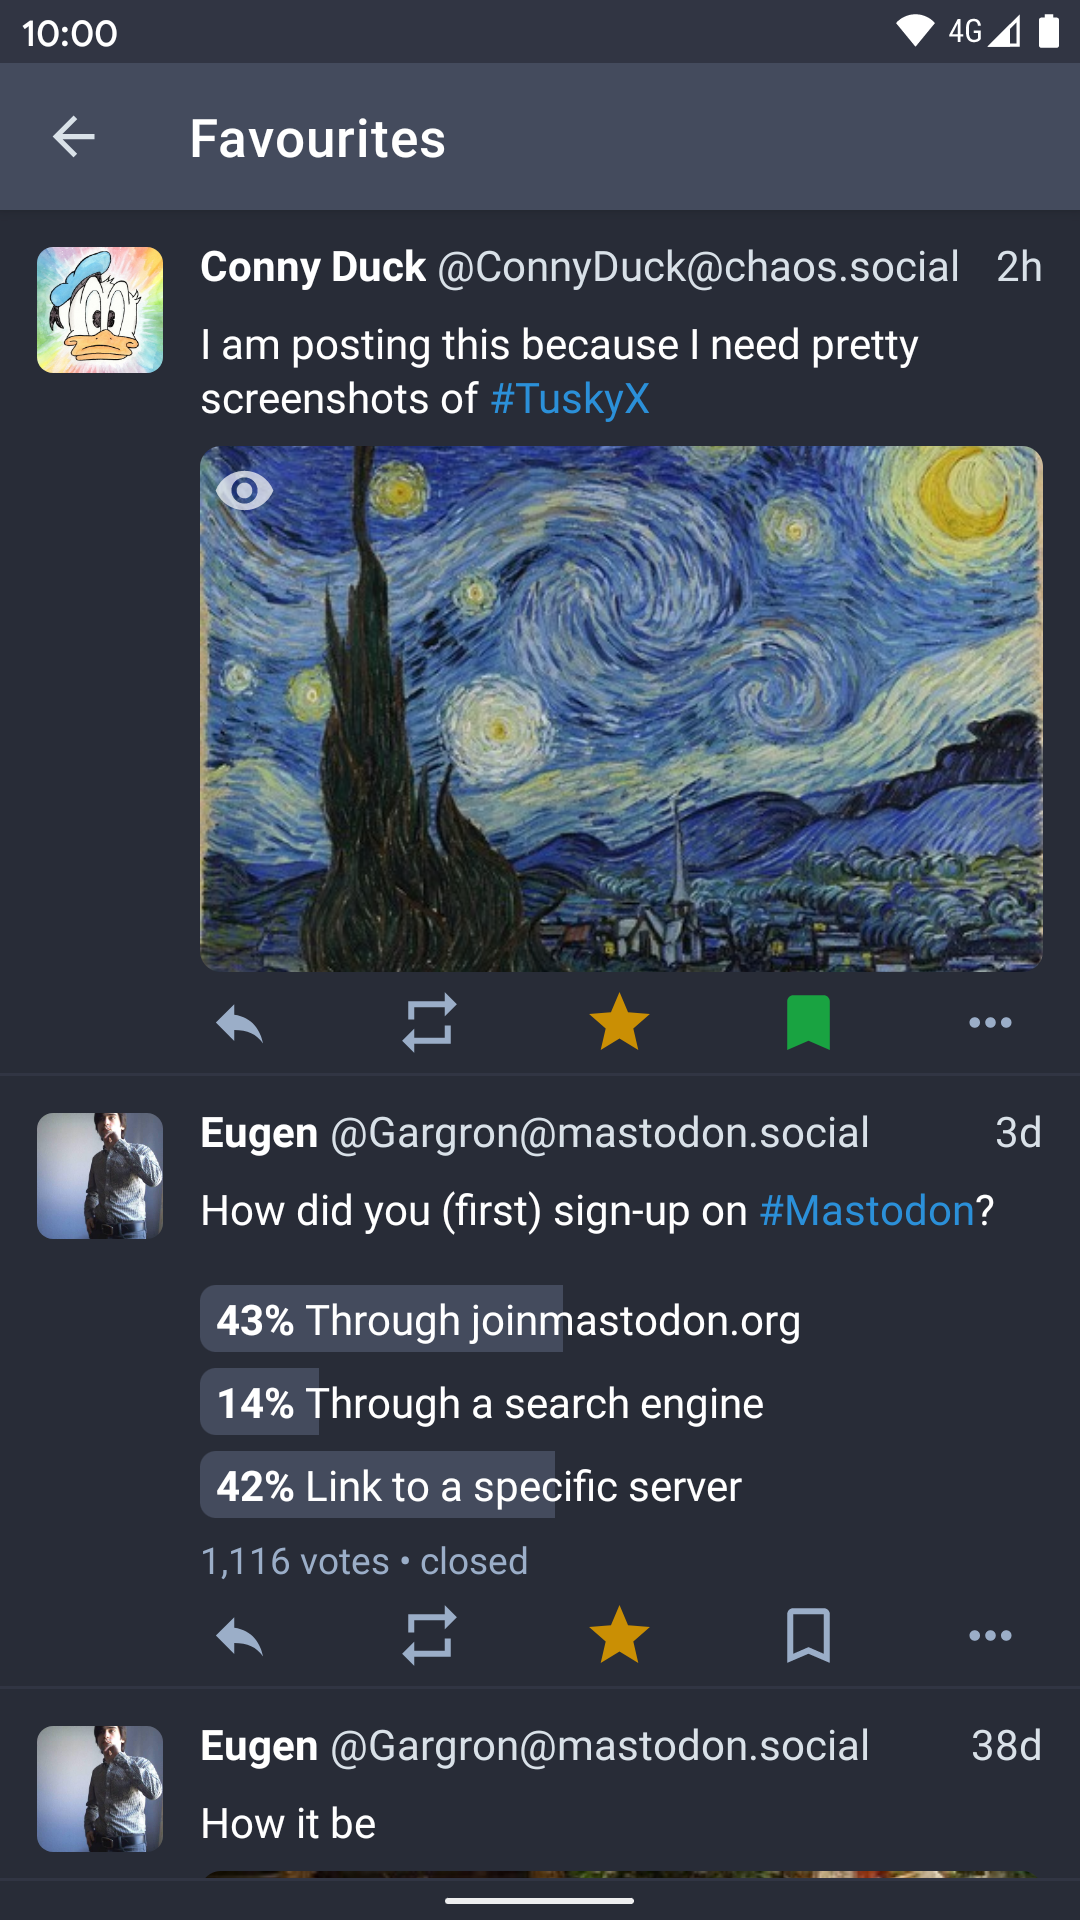 10:00 4G
Favourites
Conny Duck @ConnyDuck@chaos.social 2h
I am posting this because I need pretty
screenshots of #TuskyX
Eugen @Gargron@mastodon.social 3d
How did you (first) sign-up on #Mastodon?
43% Through joinmastodon.org
14% Through a search engine
42% Link to a specific server
1,116 votes • closed
Eugen @Gargron@mastodon.social 38d
How it be